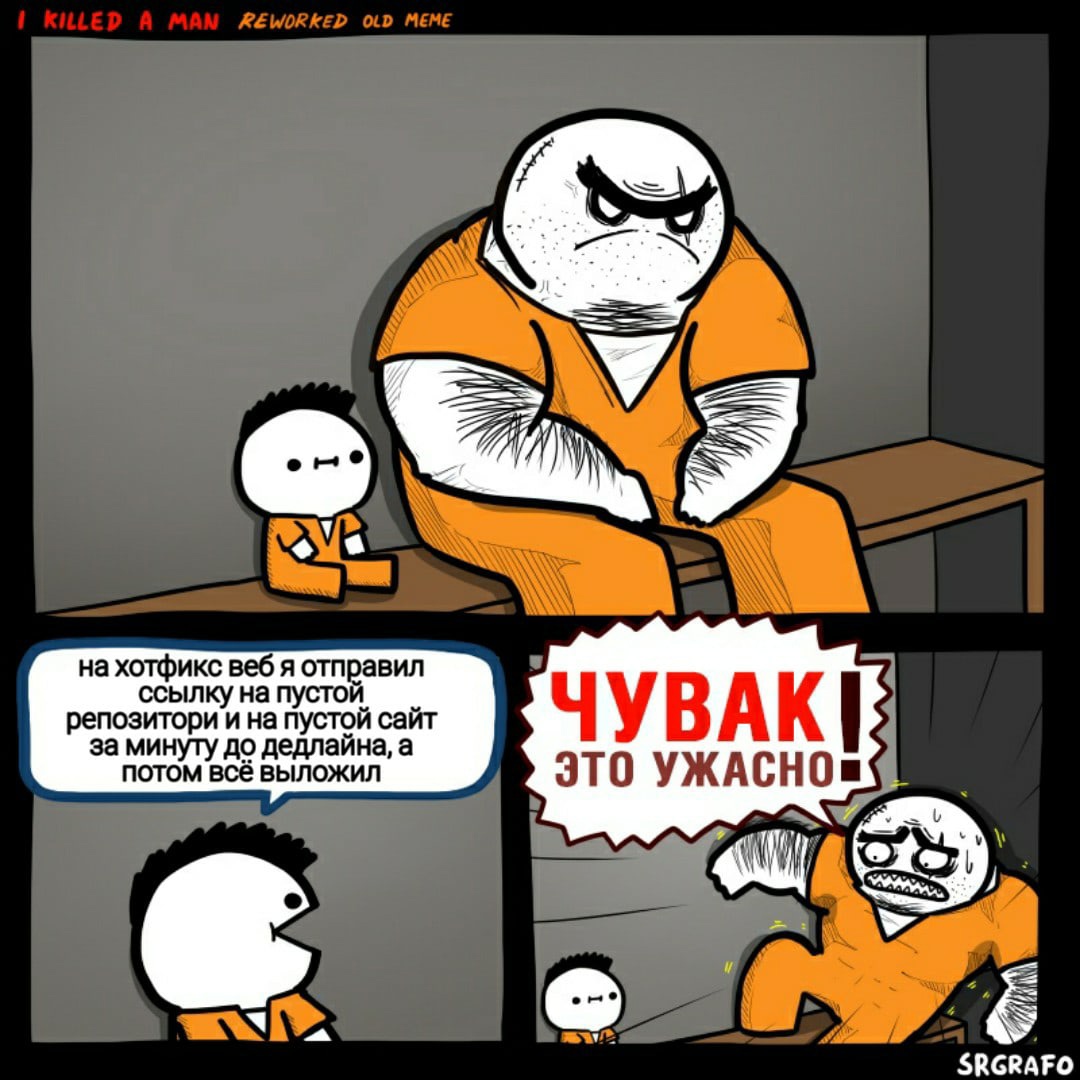 I KILLED A MAN REWORKED OLD MEME
на хотфикс веб я отправил
ссылку на пустой
репозитори и на пустой сайт
за минуту до дедлайна, а
потом всё выложил
ЧУВАК!
ЭТО УЖАСНО
SRGRAFO